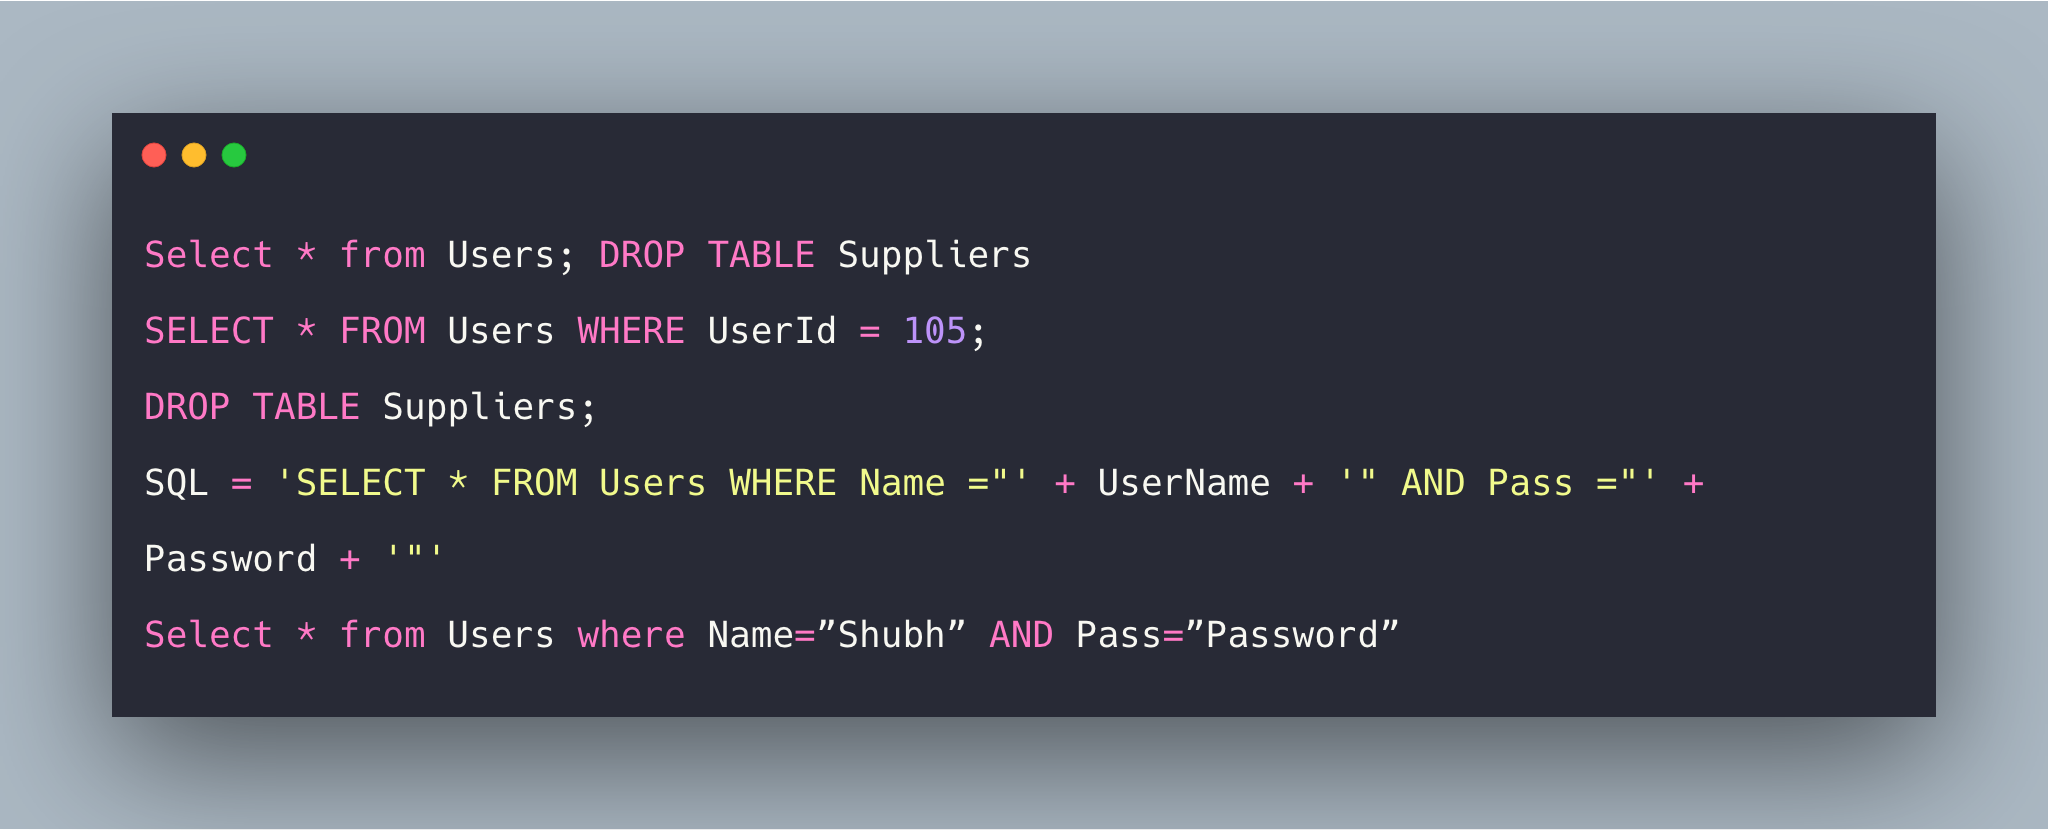 Select * from Users; DROP TABLE Suppliers
SELECT * FROM Users WHERE UserId = 105;
DROP TABLE Suppliers;
SQL = 'SELECT * FROM Users WHERE Name ="' + UserName + '" AND Pass ="' +
Password + '"'
Select * from Users where Name=”Shubh” AND Pass=”Password”